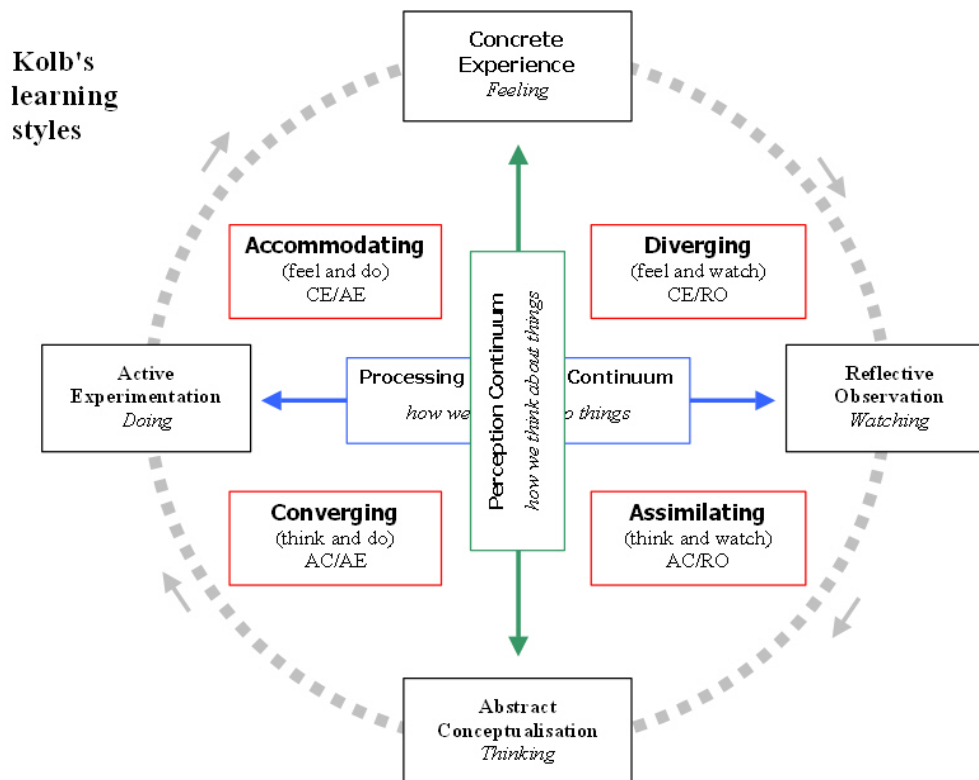 Kolb's
learning
styles
Concrete
Experience
Feeling
Accommodating
(feel and do)
CE/AE
Diverging
(feel and watch)
CE/RO
Perception Continuum
how we think about things
Active
Experimentation
Doing
Processing Continuum
how we o things
Reflective
Observation
Watching
Converging
(think and do)
AC/AE
Assimilating
(think and watch)
AC/RO
Abstract
Conceptualisation
Thinking